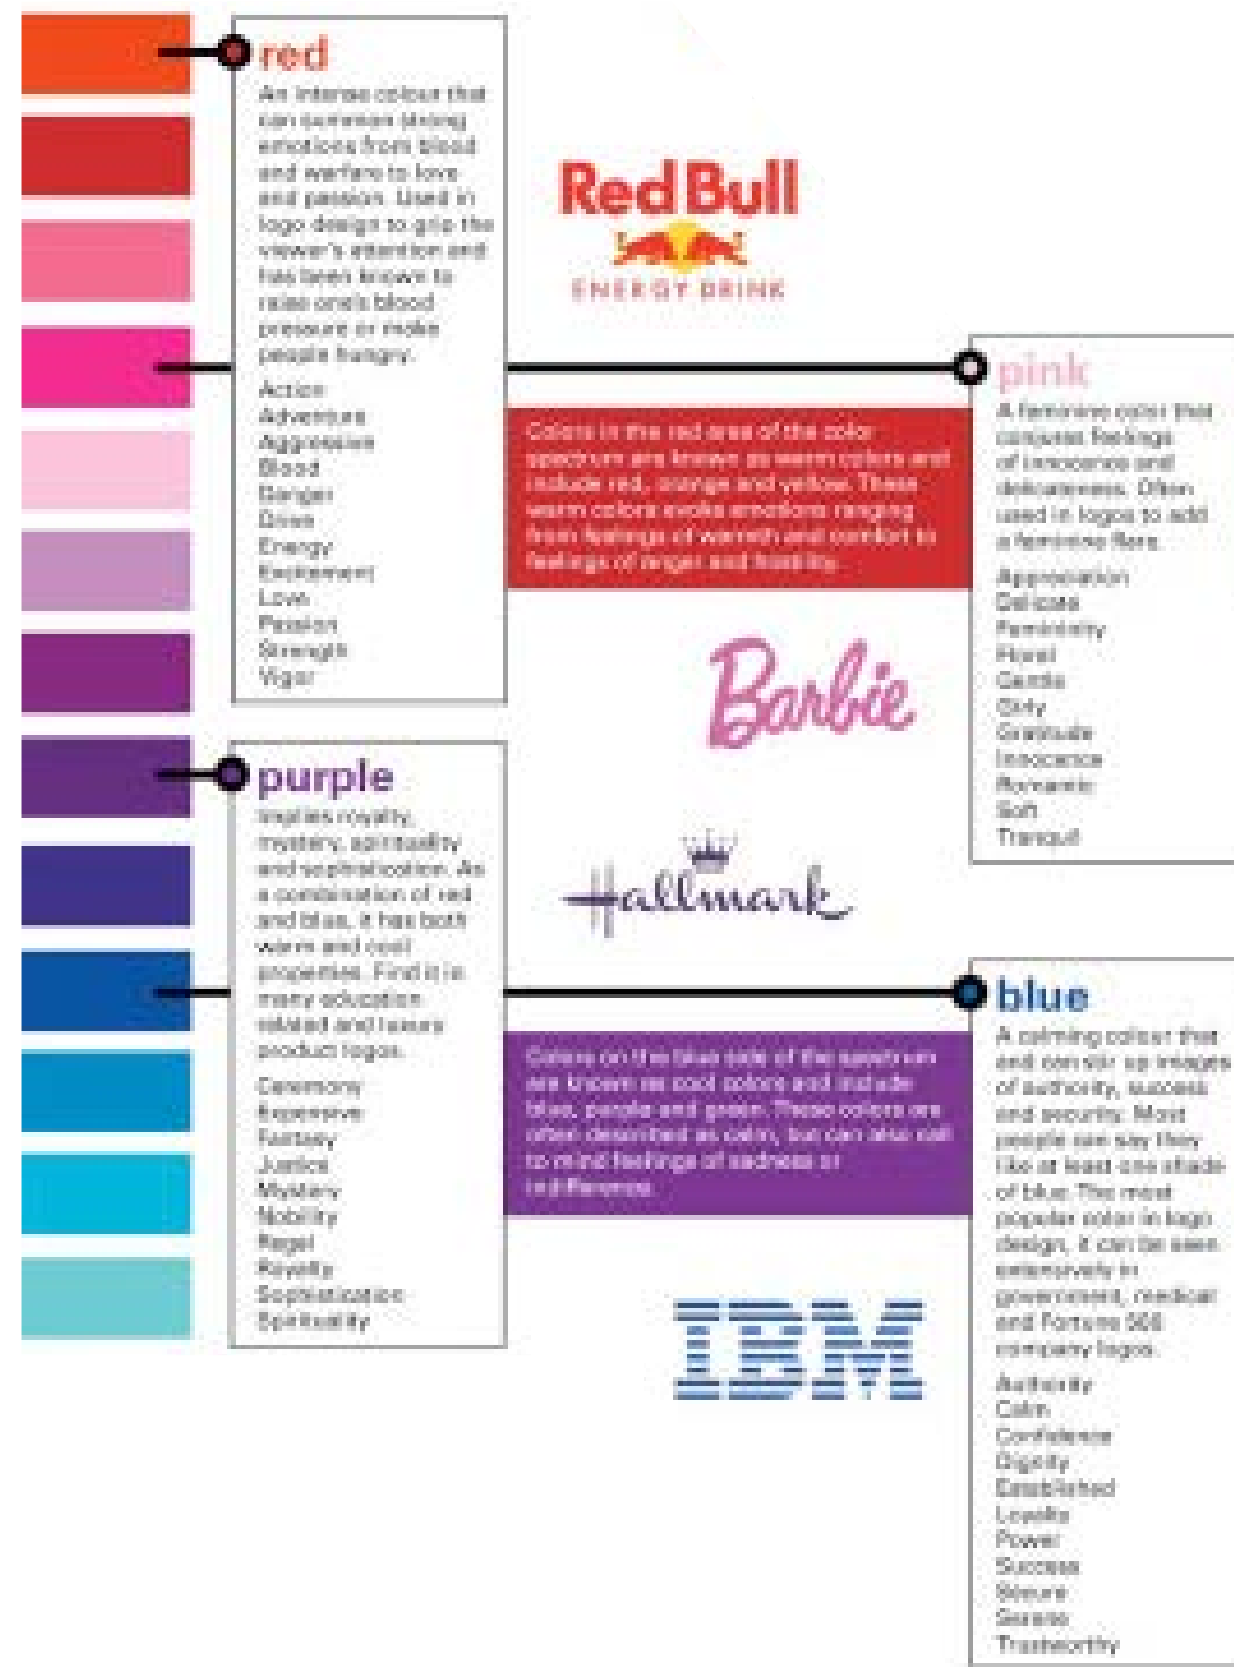 red
An intense colour that
can summon strong
emotions from blood
and warfare to love
and passion. Used in
logo design to grip the
viewer's attention and
has been known to
raise one's blood
pressure or make
people hungry.
Action
Adventure
Aggressive
Blood
Danger
Drive
Energy
Excitement
Love
Passion
Strength
Vigor
Red Bull
ENERGY DRINK
Colors in the red area of the color
spectrum are known as warm colors and
include red, orange and yellow. These
warm colors evoke emotions ranging
from feelings of warmth and comfort to
feelings of anger and hostility.
pink
A feminine color that
conjures feelings
of innocence and
delicateness. Often
used in logos to add
a feminine flare.
Appreciation
Delicate
Femininity
Floral
Gentle
Girly
Gratitude
Innocence
Romantic
Soft
Tranquil
Barbie
purple
Implies royalty,
mystery, spirituality
and sophistication. As
a combination of red
and blue, it has both
warm and cool
properties. Find it in
many education
related and luxury
product logos.
Ceremony
Expensive
Fantasy
Justice
Mystery
Nobility
Regal
Royalty
Sophistication
Spirituality
Hallmark
Colors on the blue side of the spectrum
are known as cool colors and include
blue, purple and green. These colors are
often described as calm, but can also call
to mind feelings of sadness or
indifference.
IBM
blue
A calming colour that
and can stir up images
of authority, success
and security. Most
people can say they
like at least one shade
of blue. The most
popular color in logo
design, it can be seen
extensively in
government, medical
and Fortune 500
company logos.
Authority
Calm
Confidence
Dignity
Established
Loyalty
Power
Success
Secure
Serene
Trustworthy